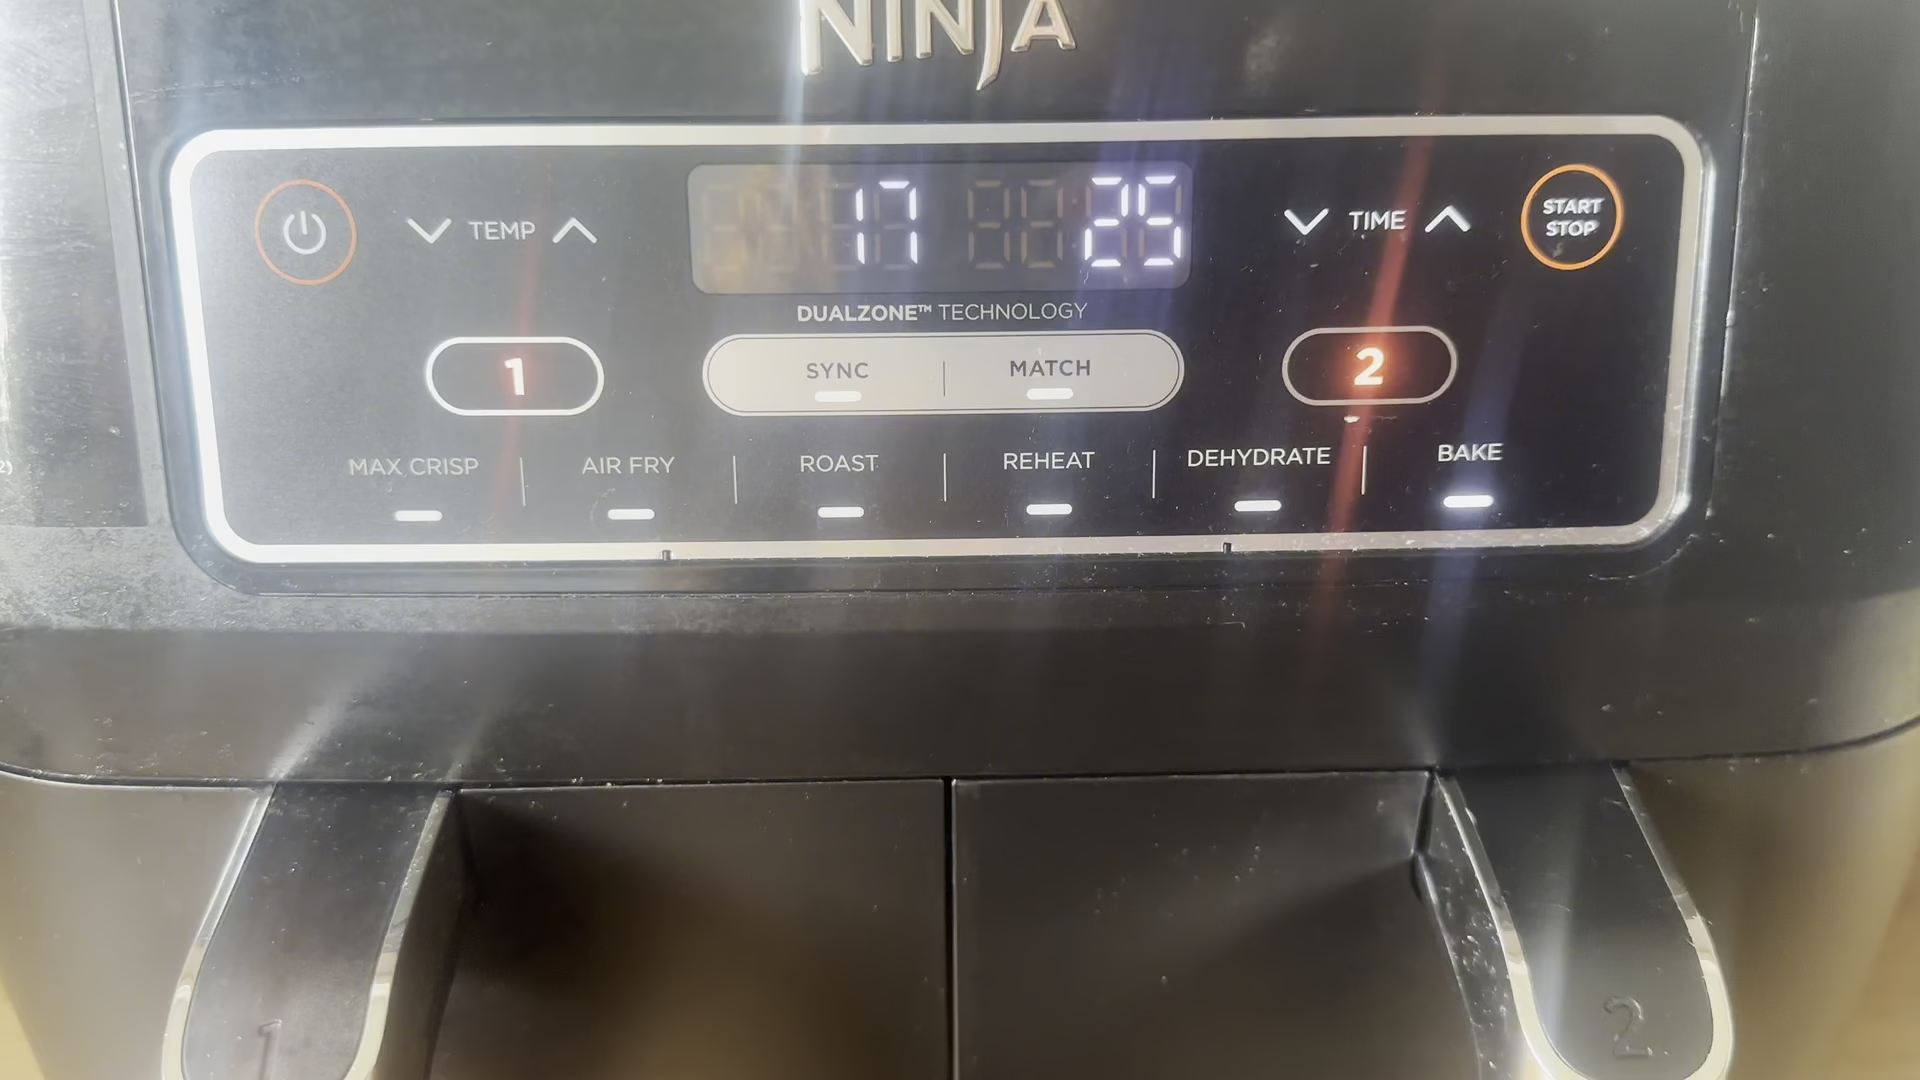 NINJA
TEMP
17
25
TIME
START
STOP
DUALZONE™ TECHNOLOGY
1
SYNC
MATCH
2
MAX CRISP
AIR FRY
ROAST
REHEAT
DEHYDRATE
BAKE
2)
1
2